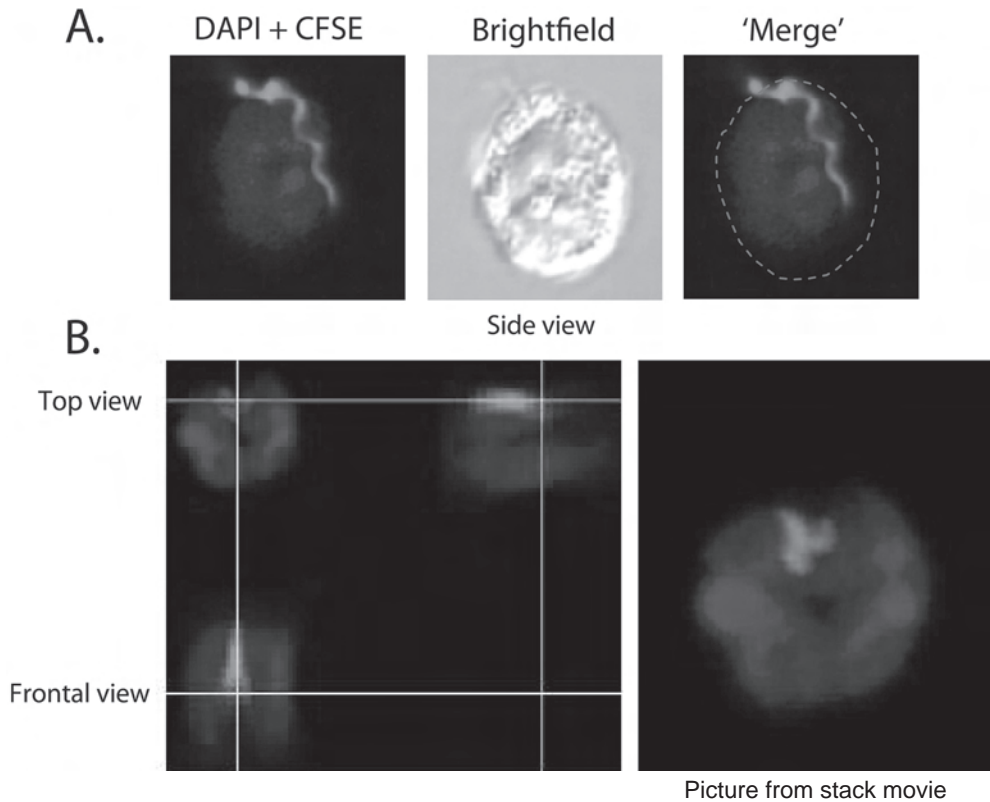 A.
DAPI + CFSE
Brightfield
'Merge'
Side view
B.
Top view
Frontal view
Picture from stack movie